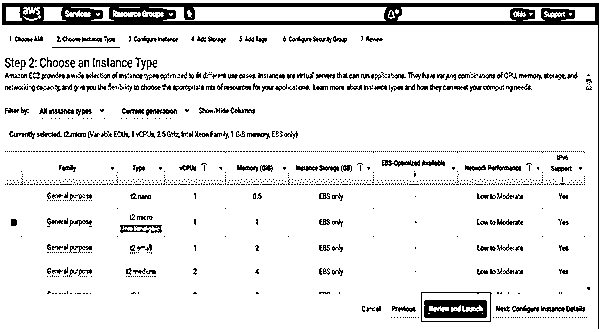 aws Services Resource Groups Ohio Support
1 Choose AMI 2. Choose Instance Type 3 Configure Instance 4 Add Storage 5 Add Tags 6 Configure Security Group 7 Review
Step 2: Choose an Instance Type
Amazon EC2 provides a wide selection of instance types optimized to fit different use cases. Instances are virtual servers that can run applications. They have varying combinations of CPU, memory, storage, and
networking capacity, and give you the flexibility to choose the appropriate mix of resources for your applications. Learn more about instance types and how they can meet your computing needs.
Filter by: All instance types Current generation Show/Hide Columns
Currently selected: t2.micro (Variable ECUs, 1 vCPUs, 2.5 GHz, Intel Xeon Family, 1 GiB memory, EBS only)
Family Type vCPUs Memory (GiB) Instance Storage (GB) EBS-Optimized Available Network Performance IPv6 Support
General purpose t2.nano 1 0.5 EBS only - Low to Moderate Yes
General purpose t2.micro 1 1 EBS only - Low to Moderate Yes
General purpose t2.small 1 2 EBS only - Low to Moderate Yes
General purpose t2.medium 2 4 EBS only - Low to Moderate Yes
Cancel Previous Review and Launch Next: Configure Instance Details